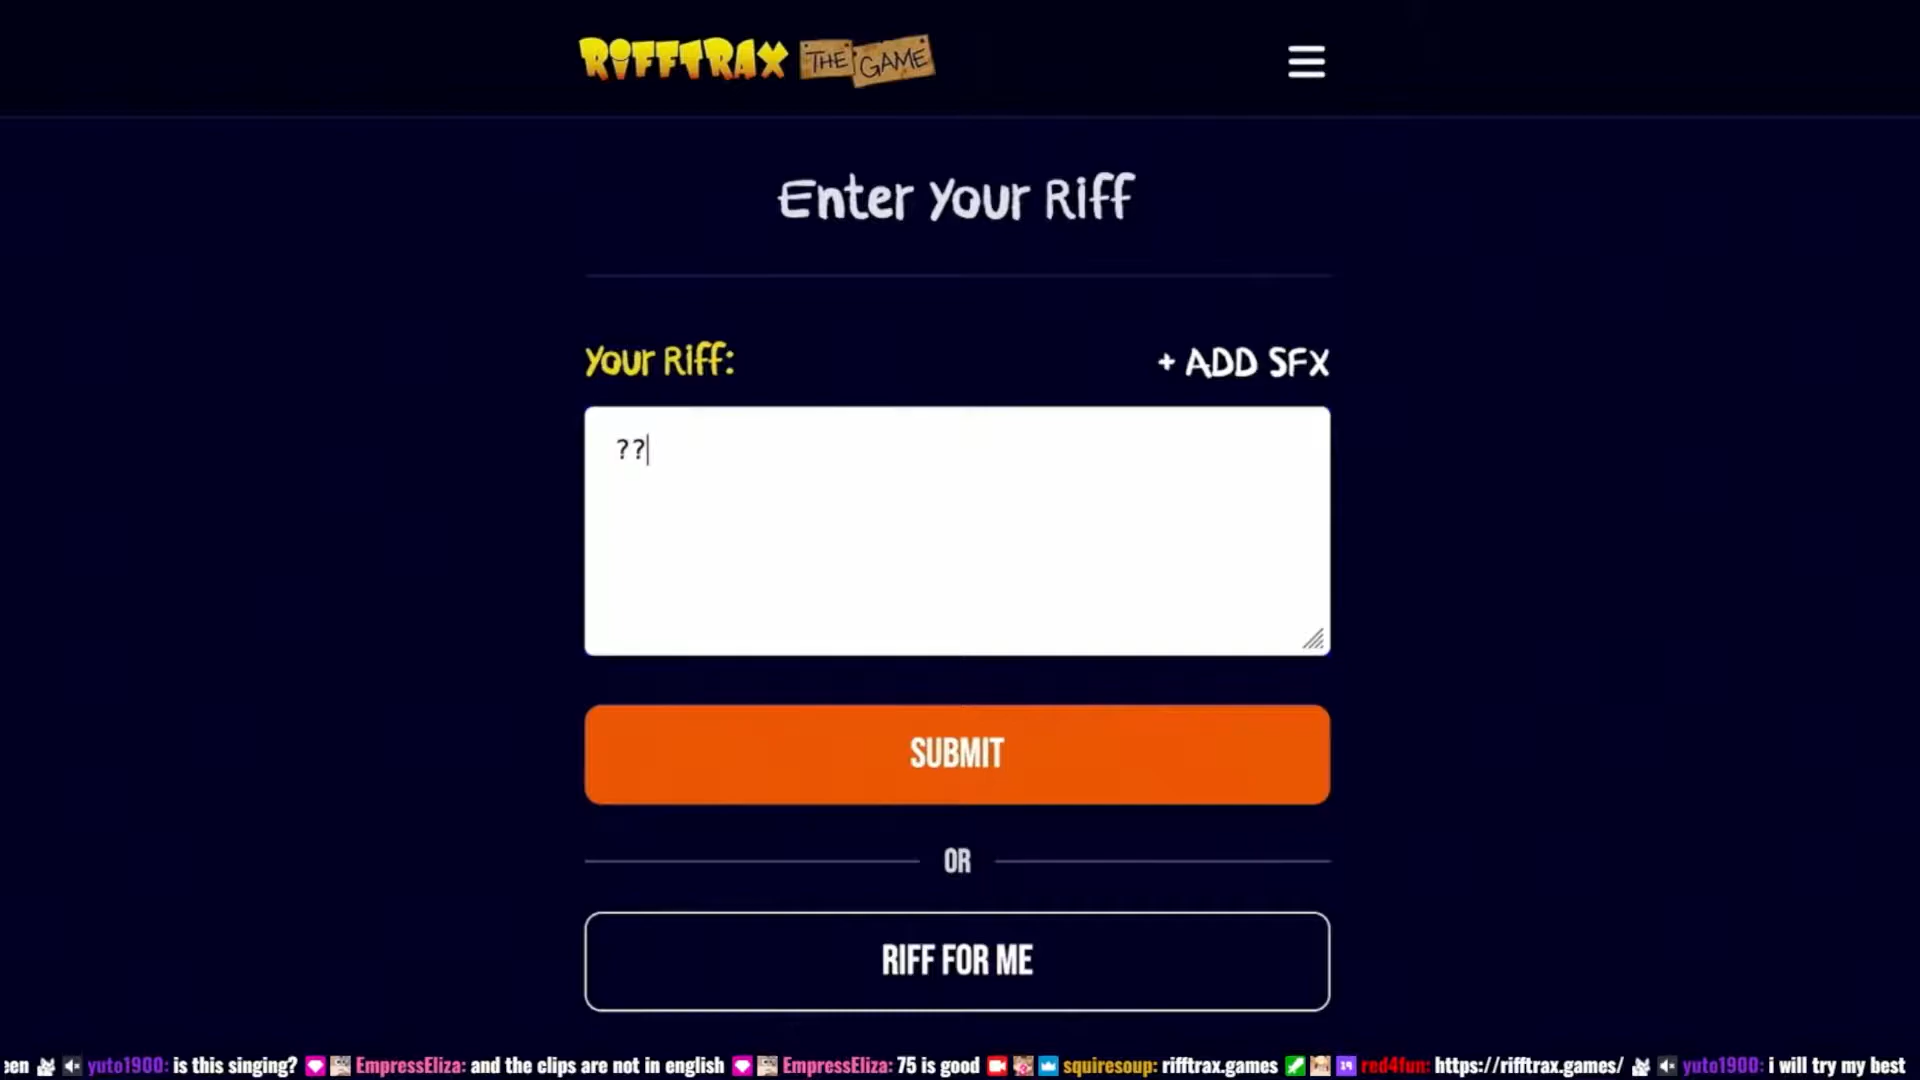 RIFFTRAX THE GAME
Enter Your Riff
Your Riff: + ADD SFX
??
SUBMIT
OR
RIFF FOR ME
een yuto1900: is this singing? EmpressEliza: and the clips are not in english EmpressEliza: 75 is good squiresoup: rifftrax.games 19 red4fun: https://rifftrax.games/ yuto1900: i will try my best